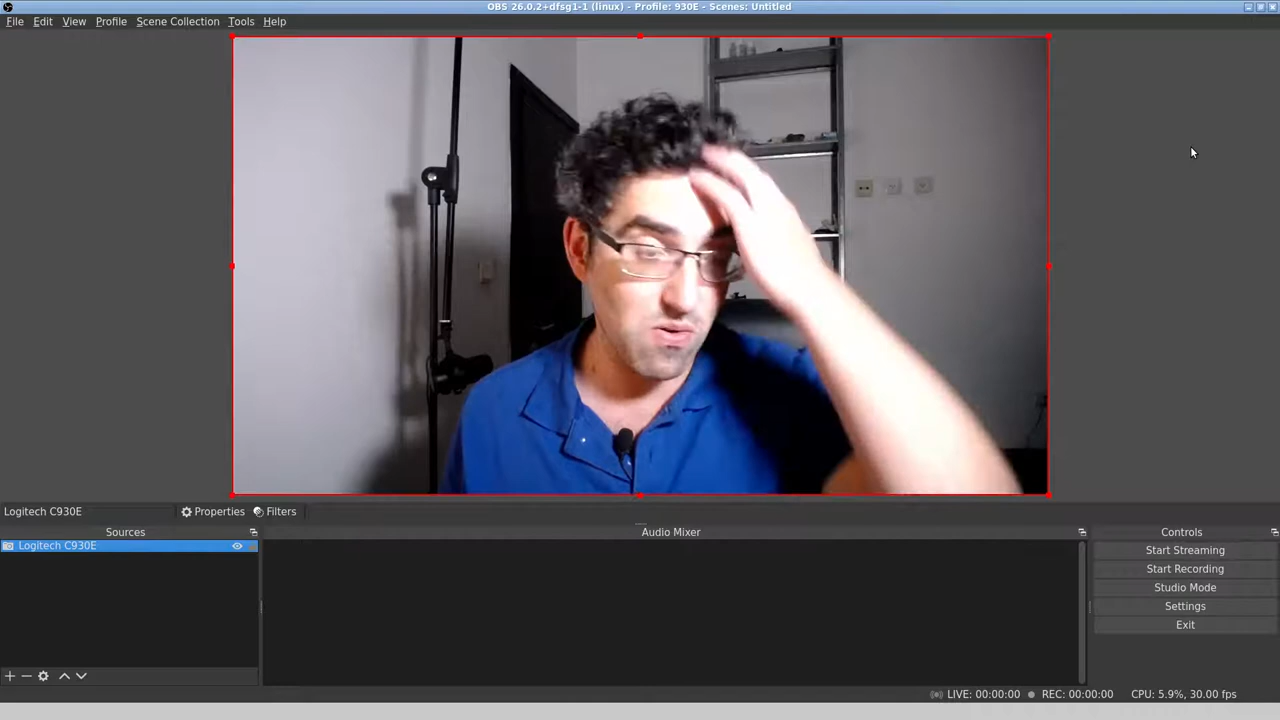 OBS 26.0.2+dfsg1-1 (linux) - Profile: 930E - Scenes: Untitled
File Edit View Profile Scene Collection Tools Help
Logitech C930E Properties Filters
Sources Audio Mixer Controls
Logitech C930E
Start Streaming
Start Recording
Studio Mode
Settings
Exit
LIVE: 00:00:00 REC: 00:00:00 CPU: 5.9%, 30.00 fps